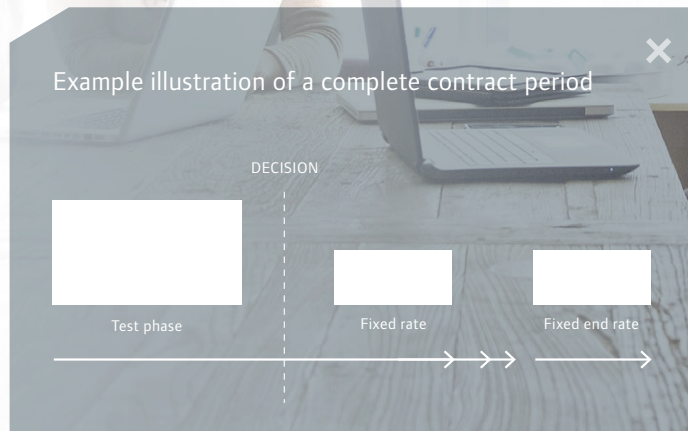 Example illustration of a complete contract period
DECISION
Test phase
Fixed rate
Fixed end rate